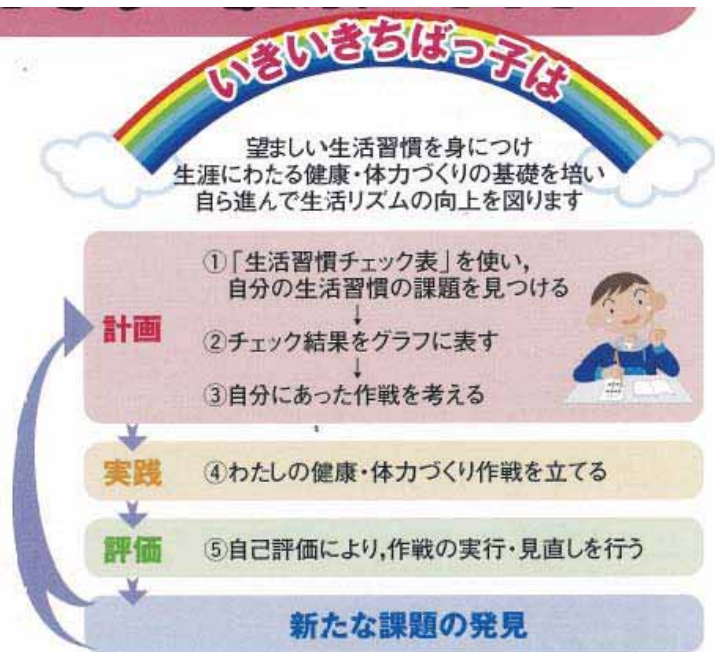 いきいきちばっ子は
望ましい生活習慣を身につけ
生涯にわたる健康・体力づくりの基礎を培い
自ら進んで生活リズムの向上を図ります
計画
①「生活習慣チェック表」を使い,
自分の生活習慣の課題を見つける
↓
②チェック結果をグラフに表す
↓
③自分にあった作戦を考える
実践
④わたしの健康・体力づくり作戦を立てる
評価
⑤自己評価により,作戦の実行・見直しを行う
新たな課題の発見